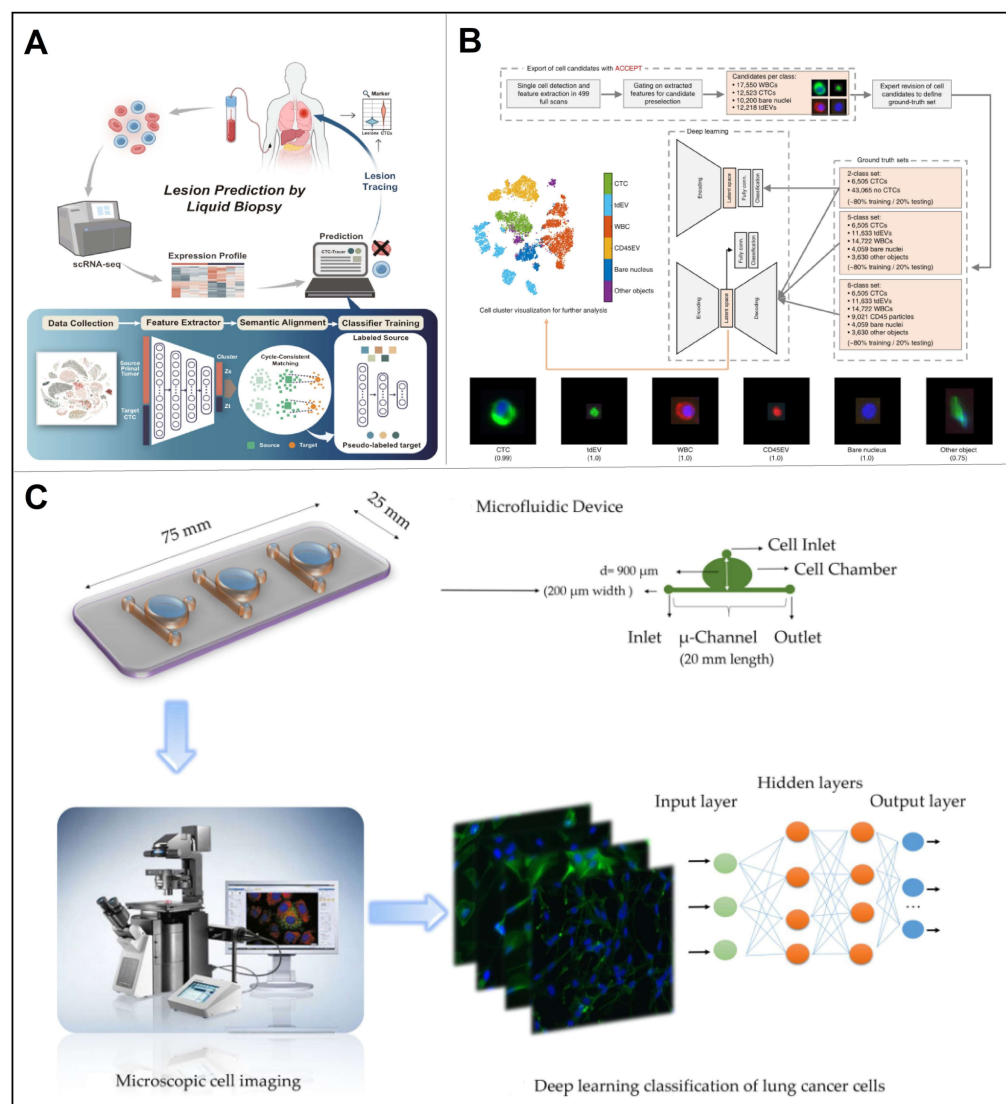 A
Marker
Lesions CTCs
Lesion Prediction by
Liquid Biopsy
Lesion
Tracing
scRNA-seq
Expression Profile
Prediction
CTC-Tracer
Data Collection
Feature Extractor
Semantic Alignment
Classifier Training
Source
Primal
Tumor
Target
CTC
Cluster
Zs
Zt
Cycle-Consistent
Matching
Source
Target
Labeled Source
Pseudo-labeled target
B
Export of cell candidates with ACCEPT
Single cell detection and
feature extraction in 499
full scans
Gating on extracted
features for candidate
preselection
Candidates per class:
• 17,550 WBCs
• 12,523 CTCs
• 10,200 bare nuclei
• 12,218 tdEVs
Expert revision of cell
candidates to define
ground-truth set
Deep learning
Encoding
Latent space
Fully conn.
Classification
Fully conn.
Classification
Encoding
Latent space
Decoding
Ground truth sets
2-class set:
• 6,505 CTCs
• 43,065 no CTCs
(~80% training / 20% testing)
5-class set:
• 6,505 CTCs
• 11,633 tdEVs
• 14,722 WBCs
• 4,059 bare nuclei
• 3,630 other objects
(~80% training / 20% testing)
6-class set:
• 6,505 CTCs
• 11,633 tdEVs
• 14,722 WBCs
• 9,021 CD45 particles
• 4,059 bare nuclei
• 3,630 other objects
(~80% training / 20% testing)
CTC
tdEV
WBC
CD45EV
Bare nucleus
Other objects
Cell cluster visualization for further analysis
CTC
(0.99)
tdEV
(1.0)
WBC
(1.0)
CD45EV
(1.0)
Bare nucleus
(1.0)
Other object
(0.75)
C
75 mm
25 mm
Microfluidic Device
Cell Inlet
d= 900 µm
Cell Chamber
(200 µm width )
Inlet
µ-Channel
Outlet
(20 mm length)
Hidden layers
Input layer
Output layer
...
Microscopic cell imaging
Deep learning classification of lung cancer cells